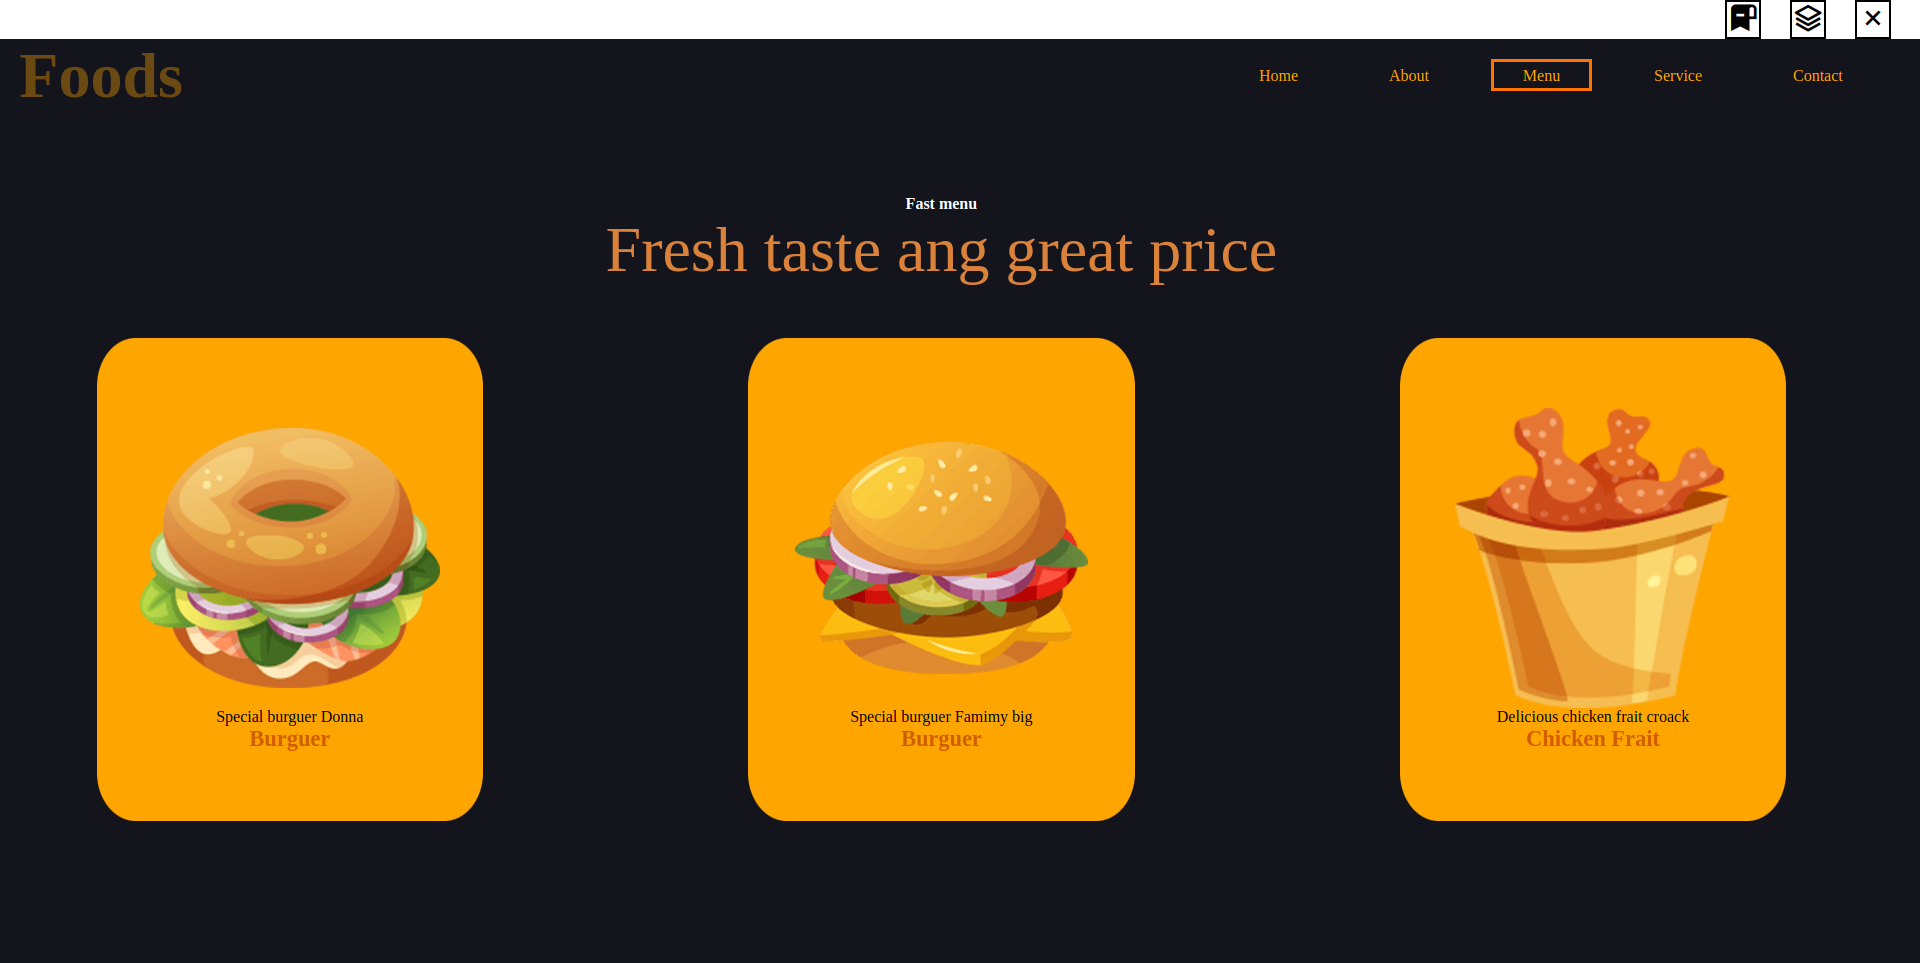 Foods
Home About Menu Service Contact
Fast menu
Fresh taste ang great price
Special burguer Donna
Burguer
Special burguer Famimy big
Burguer
Delicious chicken frait croack
Chicken Frait